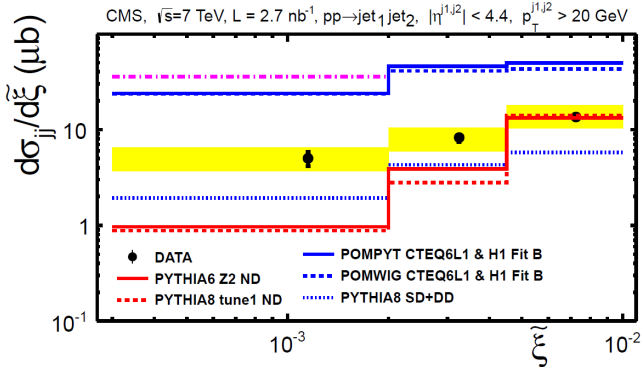 CMS, √s=7 TeV, L = 2.7 nb⁻¹, pp→jet₁jet₂, |η^{j1,j2}| < 4.4, p_T^{j1,j2} > 20 GeV
dσ_jj/dξ̃ (μb)
10²
10
1
10⁻¹
DATA
PYTHIA6 Z2 ND
PYTHIA8 tune1 ND
POMPYT CTEQ6L1 & H1 Fit B
POMWIG CTEQ6L1 & H1 Fit B
PYTHIA8 SD+DD
10⁻³
ξ̃
10⁻²